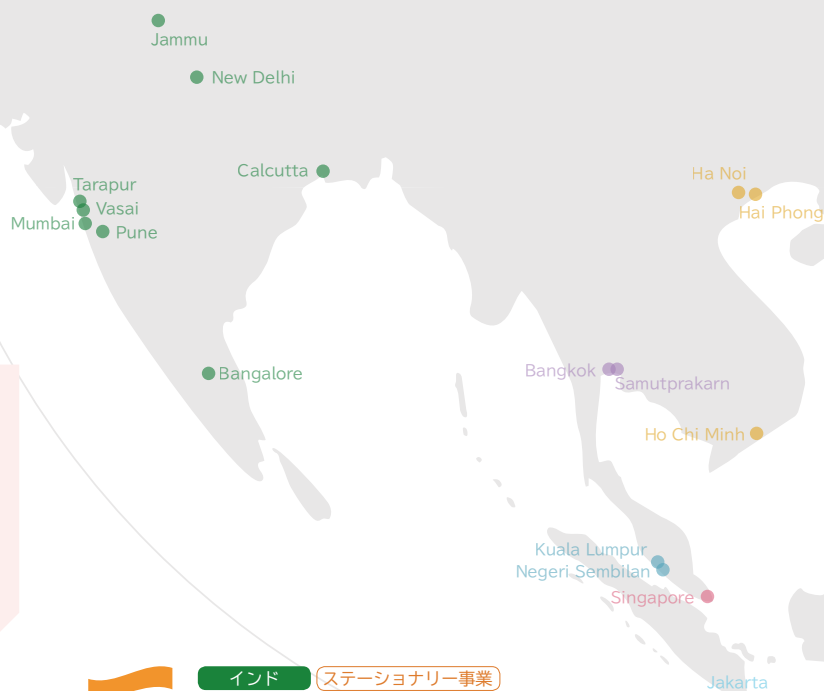 Jammu
New Delhi
Calcutta
Ha Noi
Tarapur
Vasai
Hai Phong
Mumbai
Pune
Bangkok
Bangalore
Samutprakarn
Ho Chi Minh
Kuala Lumpur
Negeri Sembilan
Singapore
インド ステーショナリー事業
Jakarta